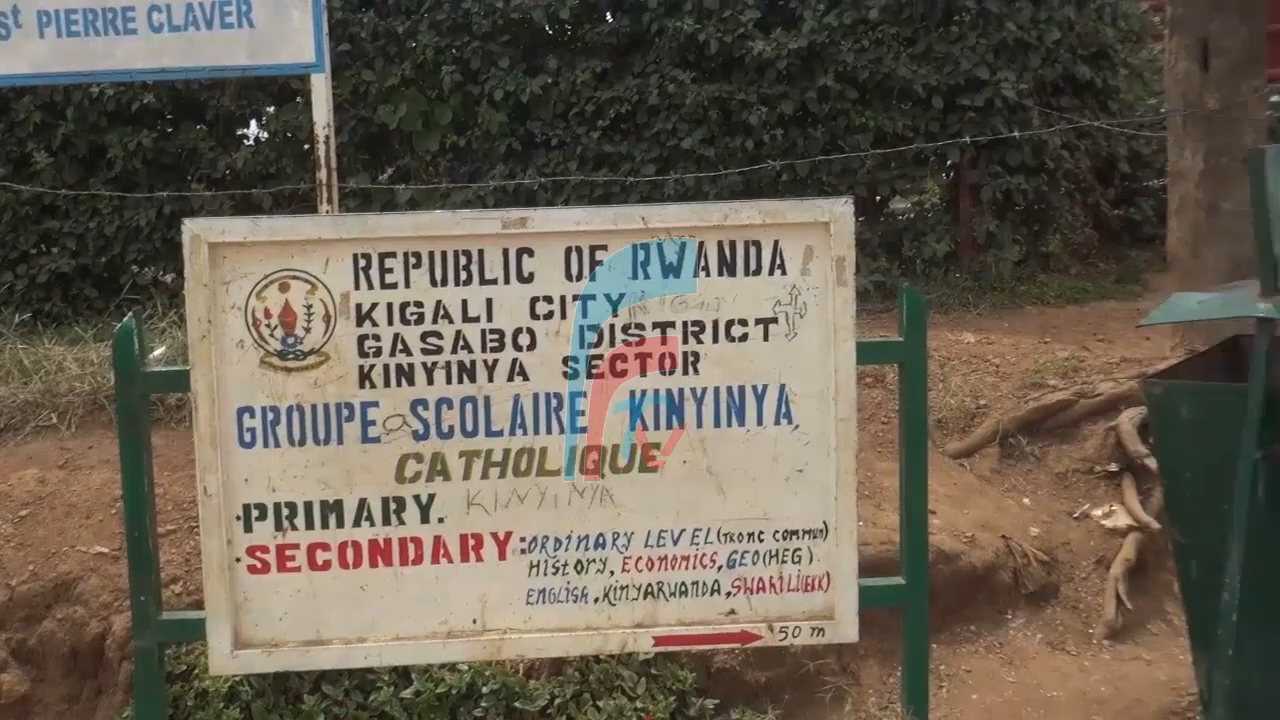 St PIERRE CLAVER
REPUBLIC OF RWANDA
KIGALI CITY
GASABO DISTRICT
KINYINYA SECTOR
GROUPE SCOLAIRE KINYINYA
CATHOLIQUE
KINYINYA
PRIMARY.
SECONDARY: ORDINARY LEVEL (TRONC COMMUN)
HISTORY, ECONOMICS, GEO (HEG)
ENGLISH, KINYARWANDA, SWAHILI (EKK)
50 m